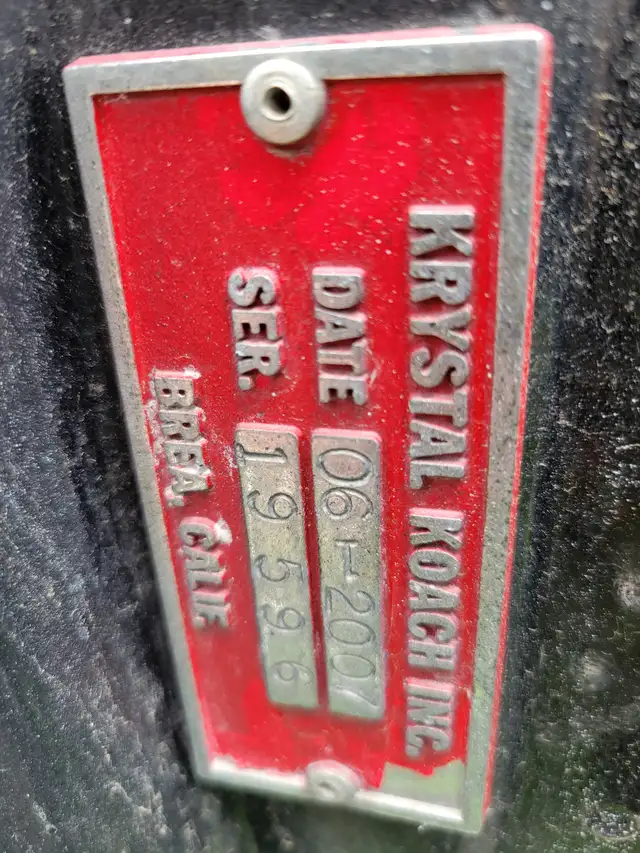 KRYSTAL KOACH INC.
DATE 06-2007
SER. 19596
BREA, CALIF